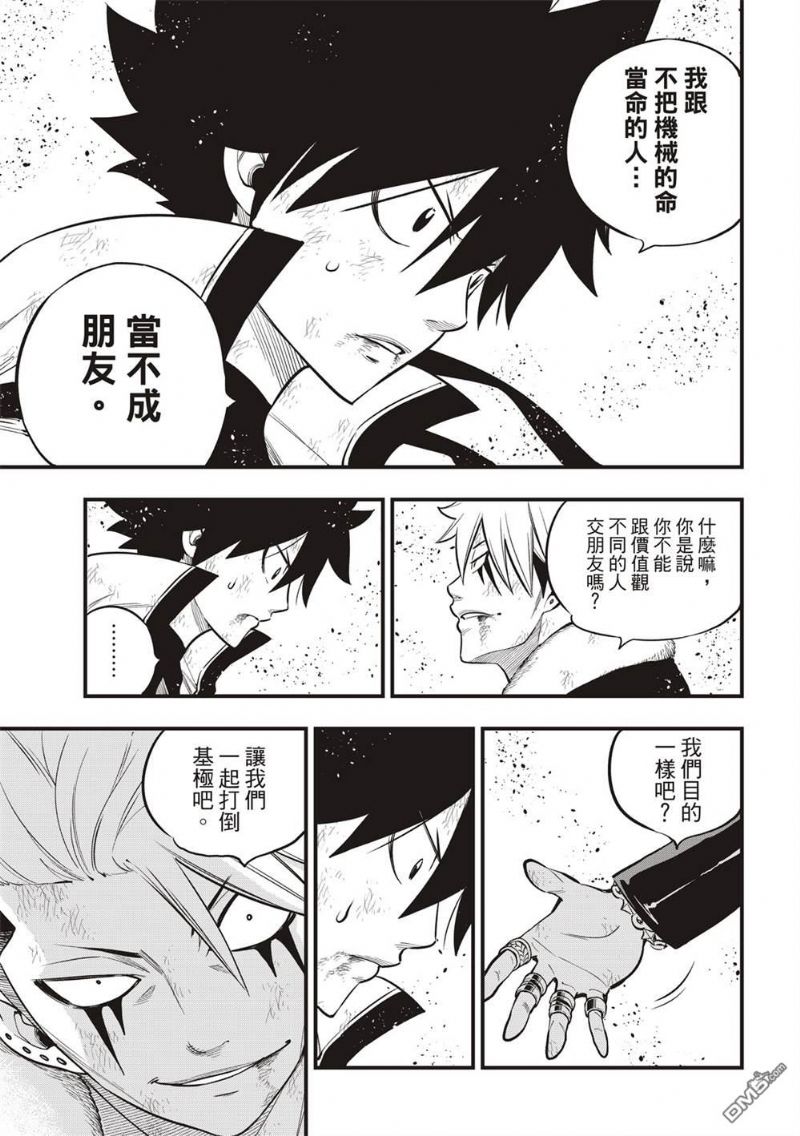 我跟
不把機械的命
當命的人…
當不成
朋友。
什麼嘛，
你是說
你不能
跟價值觀
不同的人
交朋友嗎？
………
我們目的
一樣吧？
讓我們
一起打倒
基極吧。
DM5.com